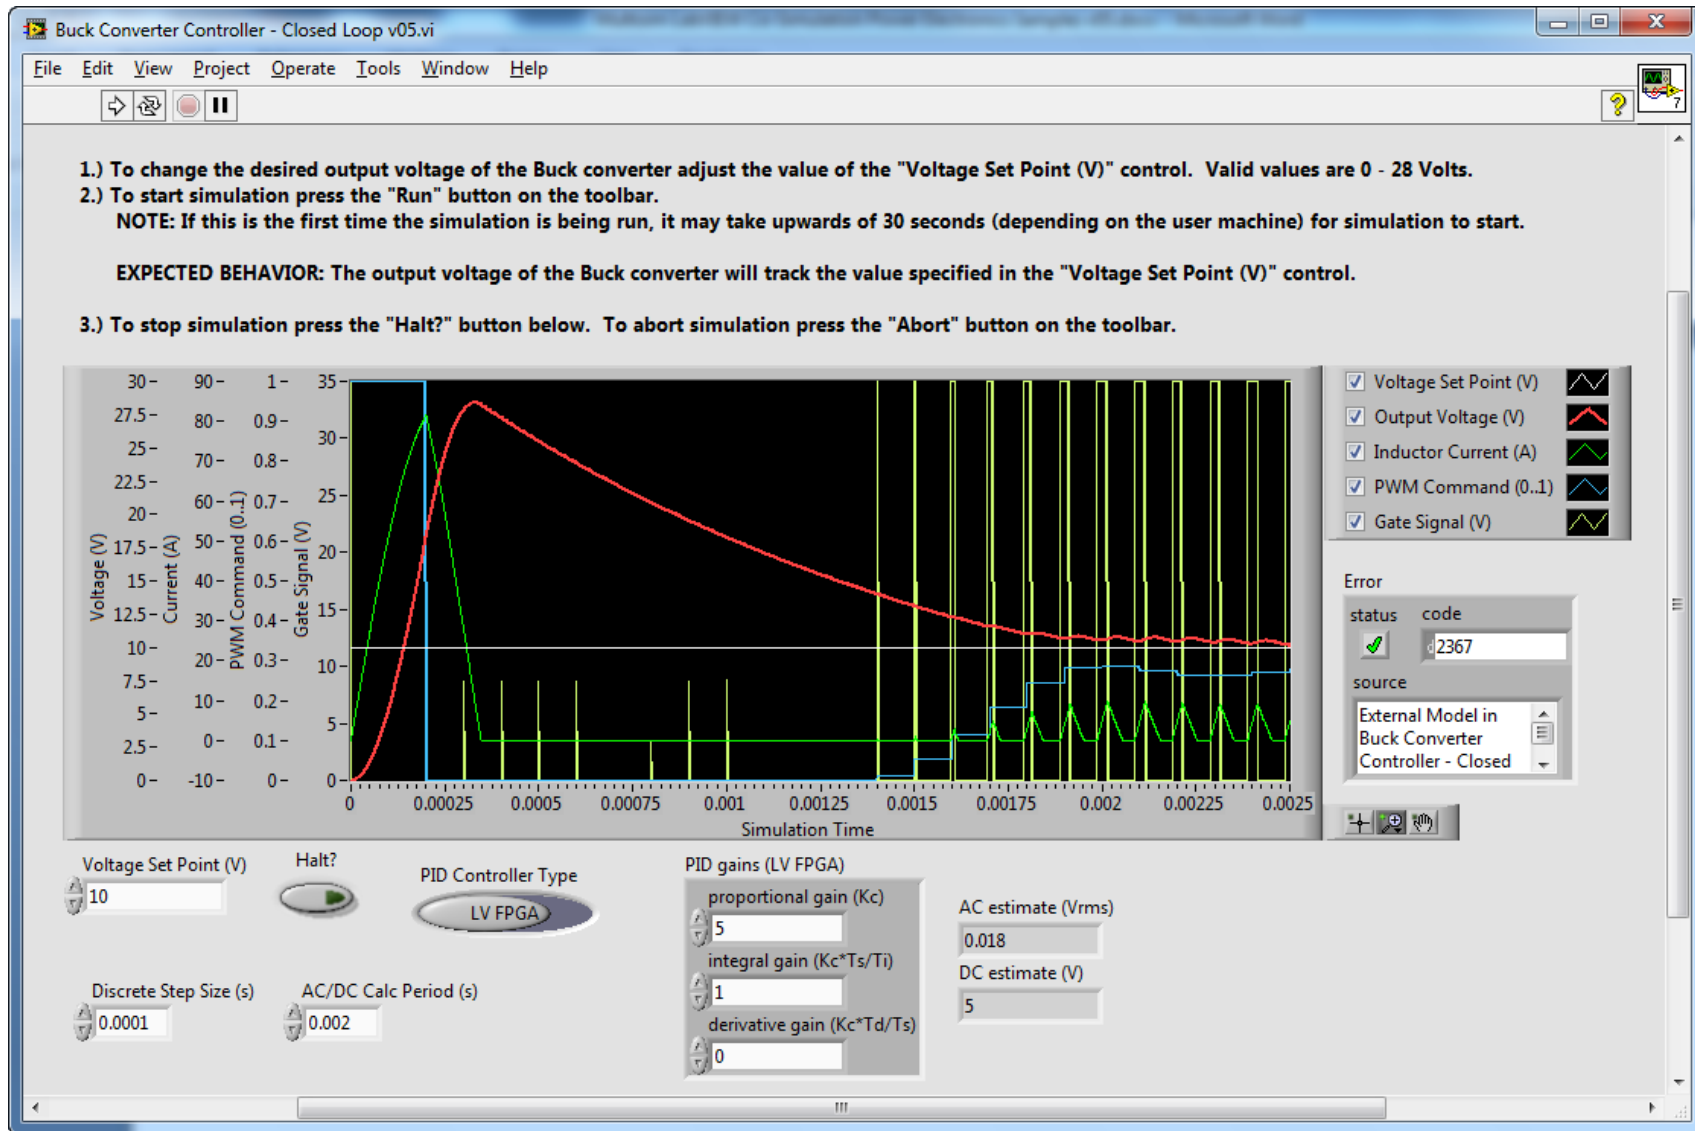 Buck Converter Controller - Closed Loop v05.vi
File Edit View Project Operate Tools Window Help
7
1.) To change the desired output voltage of the Buck converter adjust the value of the "Voltage Set Point (V)" control. Valid values are 0 - 28 Volts.
2.) To start simulation press the "Run" button on the toolbar.
NOTE: If this is the first time the simulation is being run, it may take upwards of 30 seconds (depending on the user machine) for simulation to start.
EXPECTED BEHAVIOR: The output voltage of the Buck converter will track the value specified in the "Voltage Set Point (V)" control.
3.) To stop simulation press the "Halt?" button below. To abort simulation press the "Abort" button on the toolbar.
Voltage (V)
30
27.5
25
22.5
20
17.5
15
12.5
10
7.5
5
2.5
0
Current (A)
90
80
70
60
50
40
30
20
10
0
-10
PWM Command (0..1)
1
0.9
0.8
0.7
0.6
0.5
0.4
0.3
0.2
0.1
0
Gate Signal (V)
35
30
25
20
15
10
5
0
0 0.00025 0.0005 0.00075 0.001 0.00125 0.0015 0.00175 0.002 0.00225 0.0025
Simulation Time
Voltage Set Point (V)
Output Voltage (V)
Inductor Current (A)
PWM Command (0..1)
Gate Signal (V)
Error
status code
d 2367
source
External Model in
Buck Converter
Controller - Closed
Voltage Set Point (V)
10
Halt?
PID Controller Type
LV FPGA
Discrete Step Size (s)
0.0001
AC/DC Calc Period (s)
0.002
PID gains (LV FPGA)
proportional gain (Kc)
5
integral gain (Kc*Ts/Ti)
1
derivative gain (Kc*Td/Ts)
0
AC estimate (Vrms)
0.018
DC estimate (V)
5